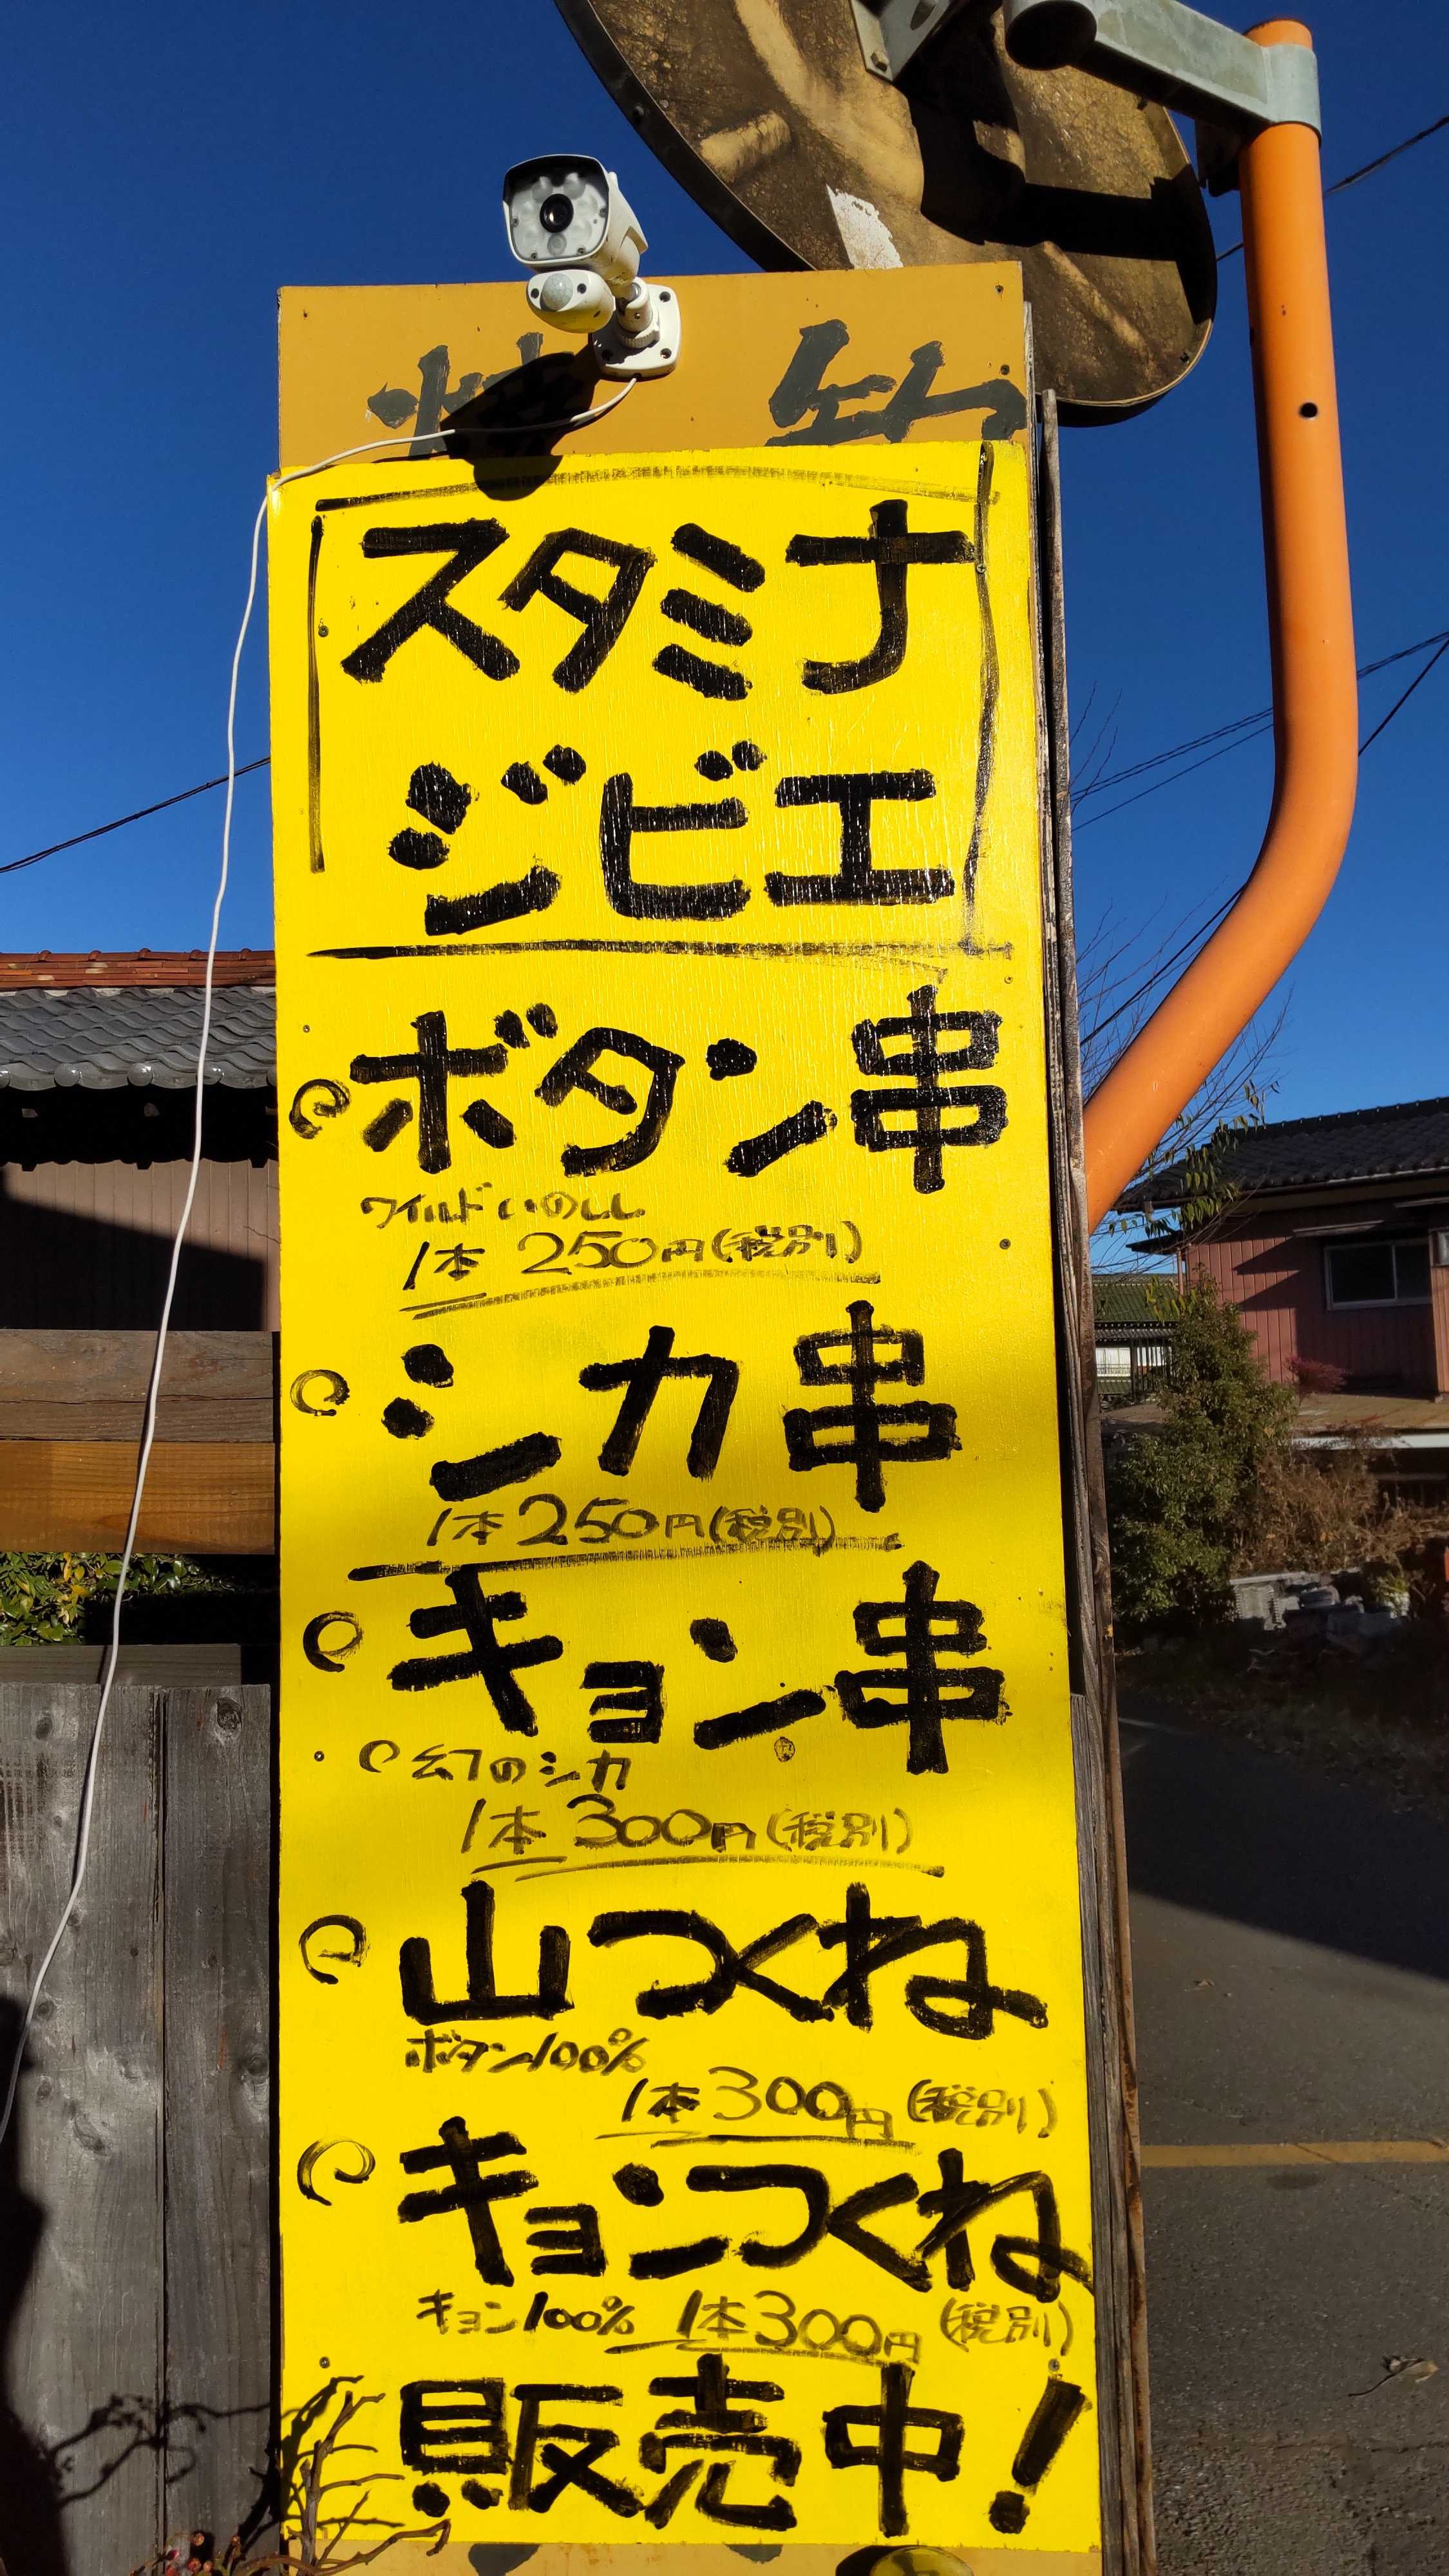 スタミナ
ジビエ
ボタン串
ワイルドいのしし
1本 250円(税別)
シカ串
1本 250円(税別)
キョン串
幻のシカ
1本 300円(税別)
山つくね
ボタン100%
1本 300円(税別)
キョンつくね
キョン100% 1本300円(税別)
販売中!